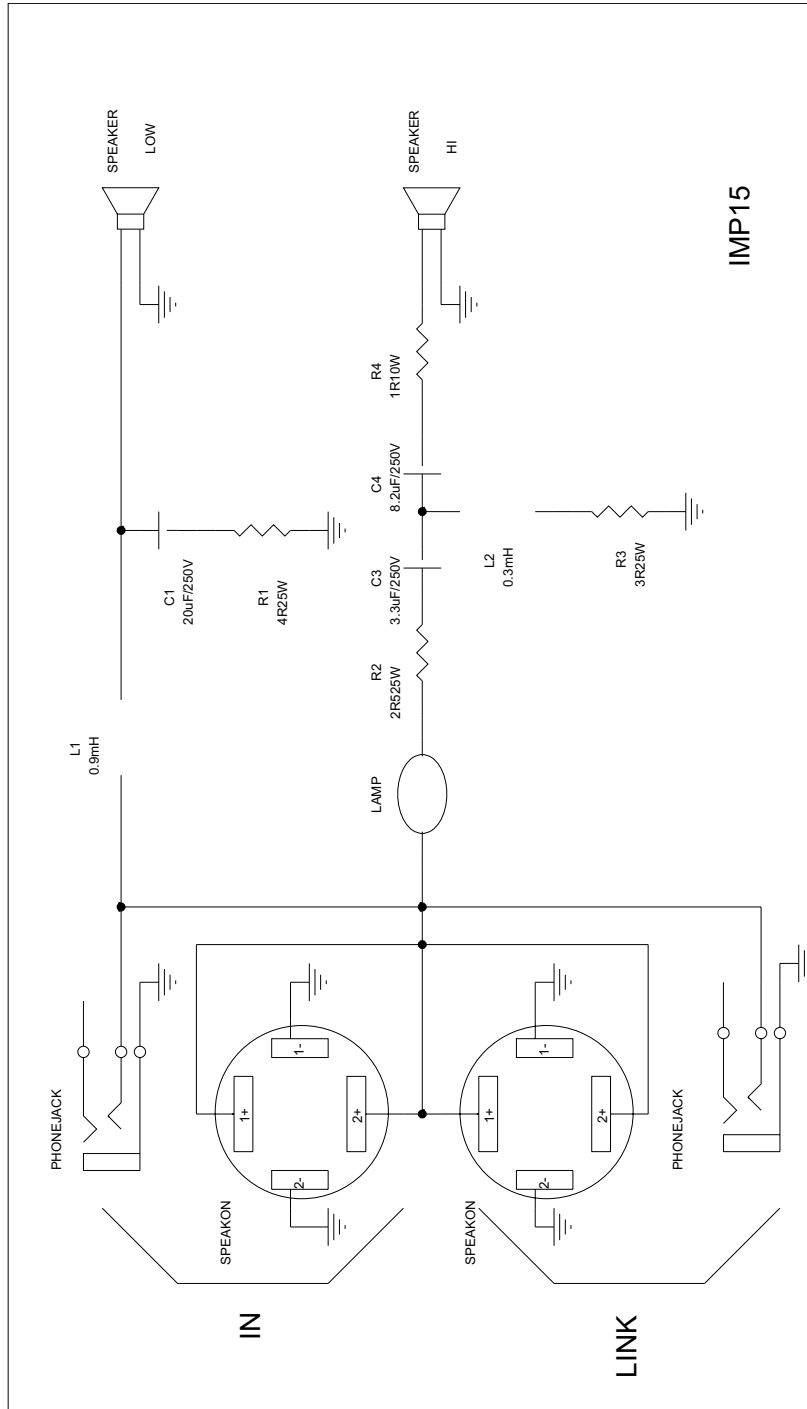 SPEAKER
LOW
SPEAKER
HI
IMP15
C1
20uF/250V
R1
4R25W
L1
0.9mH
R4
1R10W
C4
8.2uF/250V
C3
3.3uF/250V
L2
0.3mH
R3
3R25W
R2
2R525W
LAMP
PHONEJACK
1+
1-
2+
2-
SPEAKON
IN
1+
1-
2+
2-
SPEAKON
PHONEJACK
LINK